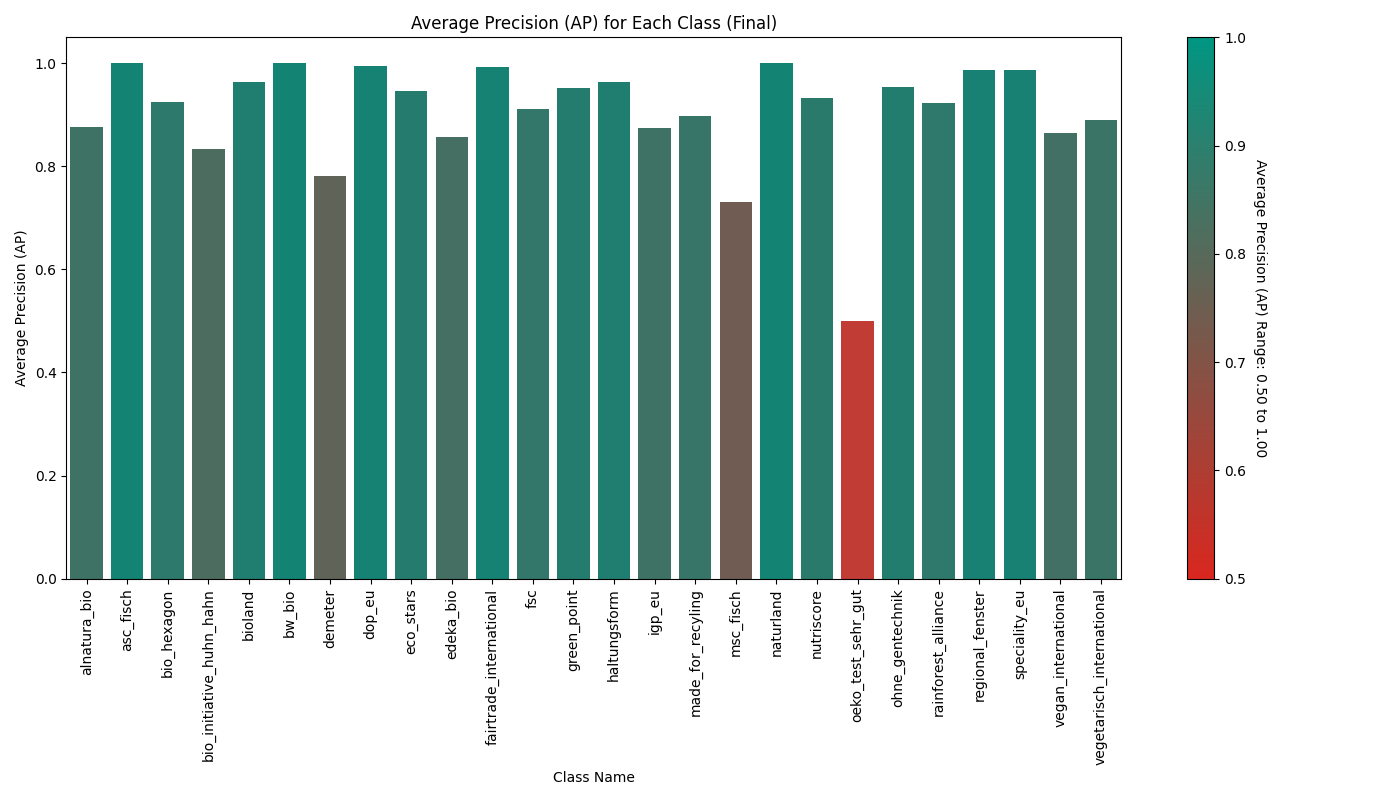 Average Precision (AP) for Each Class (Final)
Average Precision (AP)
1.0
0.8
0.6
0.4
0.2
0.0
alnatura_bio
asc_fisch
bio_hexagon
bio_initiative_huhn_hahn
bioland
bw_bio
demeter
dop_eu
eco_stars
edeka_bio
fairtrade_international
fsc
green_point
haltungsform
igp_eu
made_for_recyling
msc_fisch
naturland
nutriscore
oeko_test_sehr_gut
ohne_gentechnik
rainforest_alliance
regional_fenster
speciality_eu
vegan_international
vegetarisch_international
Class Name
1.0
0.9
0.8
0.7
0.6
0.5
Average Precision (AP) Range: 0.50 to 1.00